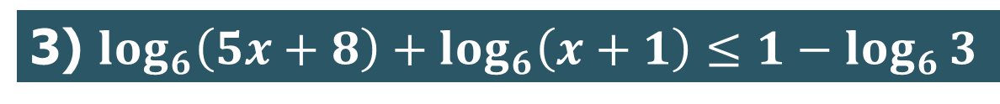 3) log₆(5x + 8) + log₆(x + 1) ≤ 1 − log₆ 3